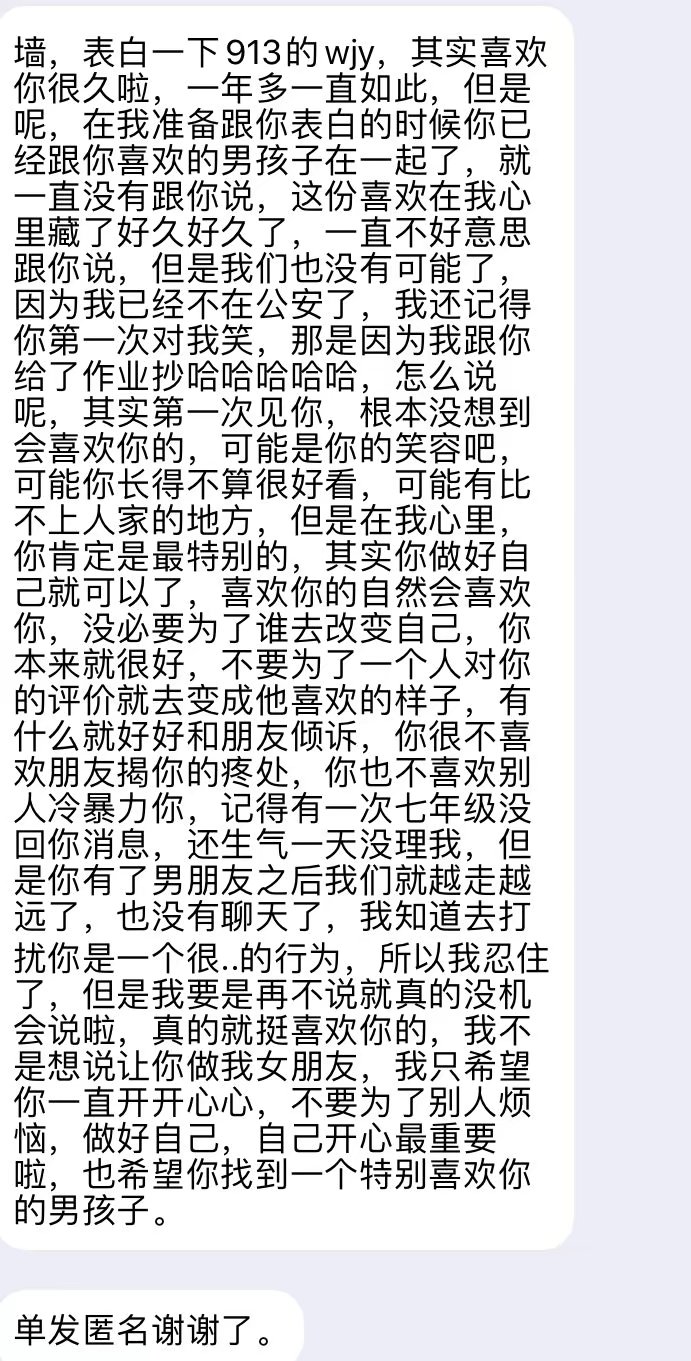 墙，表白一下913的wjy，其实喜欢
你很久啦，一年多一直如此，但是
呢，在我准备跟你表白的时候你已
经跟你喜欢的男孩子在一起了，就
一直没有跟你说，这份喜欢在我心
里藏了好久好久了，一直不好意思
跟你说，但是我们也没有可能了，
因为我已经不在公安了，我还记得
你第一次对我笑，那是因为我跟你
给了作业抄哈哈哈哈哈，怎么说
呢，其实第一次见你，根本没想到
会喜欢你的，可能是你的笑容吧，
可能你长得不算很好看，可能有比
不上人家的地方，但是在我心里，
你肯定是最特别的，其实你做好自
己就可以了，喜欢你的自然会喜欢
你，没必要为了谁去改变自己，你
本来就很好，不要为了一个人对你
的评价就去变成他喜欢的样子，有
什么就好好和朋友倾诉，你很不喜
欢朋友揭你的疼处，你也不喜欢别
人冷暴力你，记得有一次七年级没
回你消息，还生气一天没理我，但
是你有了男朋友之后我们就越走越
远了，也没有聊天了，我知道去打
扰你是一个很..的行为，所以我忍住
了，但是我要是再不说就真的没机
会说啦，真的就挺喜欢你的，我不
是想说让你做我女朋友，我只希望
你一直开开心心，不要为了别人烦
恼，做好自己，自己开心最重要
啦，也希望你找到一个特别喜欢你
的男孩子。
单发匿名谢谢了。